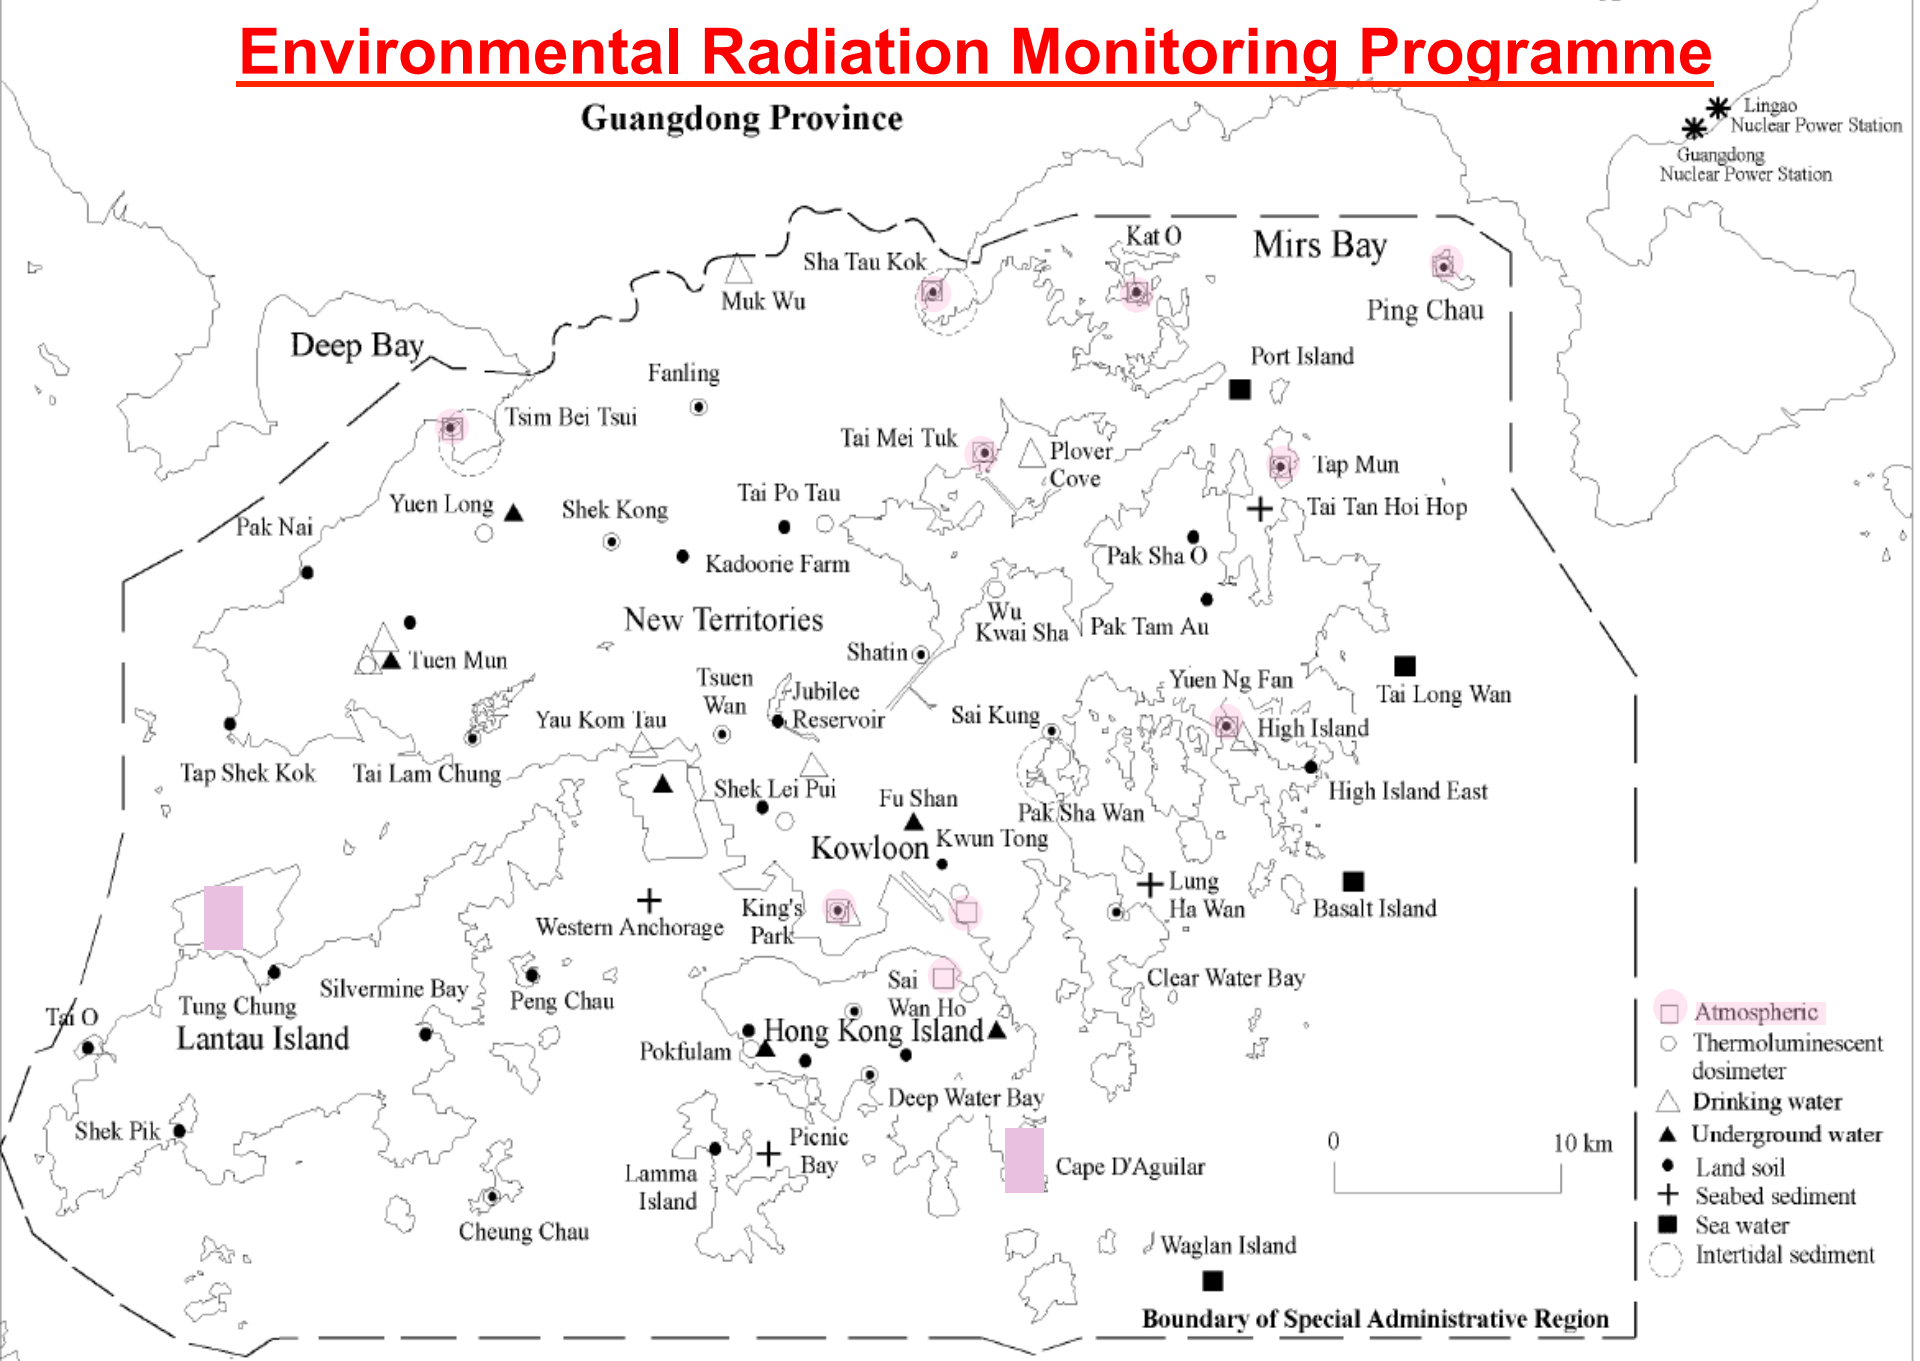 Environmental Radiation Monitoring Programme
Guangdong Province
Lingao
Nuclear Power Station
Guangdong
Nuclear Power Station
Kat O
Mirs Bay
Sha Tau Kok
Muk Wu
Ping Chau
Deep Bay
Port Island
Fanling
Tsim Bei Tsui
Tai Mei Tuk
Plover
Cove
Tap Mun
Yuen Long
Shek Kong
Tai Po Tau
Tai Tan Hoi Hop
Pak Nai
Kadoorie Farm
Pak Sha O
New Territories
Wu
Kwai Sha
Pak Tam Au
Tuen Mun
Shatin
Tsuen
Wan
Jubilee
Reservoir
Yuen Ng Fan
Tai Long Wan
Yau Kom Tau
Sai Kung
High Island
Tap Shek Kok
Tai Lam Chung
Shek Lei Pui
Fu Shan
Pak Sha Wan
High Island East
Kowloon
Kwun Tong
Lung
Ha Wan
Basalt Island
Western Anchorage
King's
Park
Sai
Wan Ho
Clear Water Bay
Tung Chung
Silvermine Bay
Peng Chau
Tai O
Lantau Island
Hong Kong Island
Pokfulam
Deep Water Bay
Shek Pik
Picnic
Bay
Lamma
Island
Cape D'Aguilar
Cheung Chau
Waglan Island
0 10 km
Atmospheric
Thermoluminescent
dosimeter
Drinking water
Underground water
Land soil
Seabed sediment
Sea water
Intertidal sediment
Boundary of Special Administrative Region